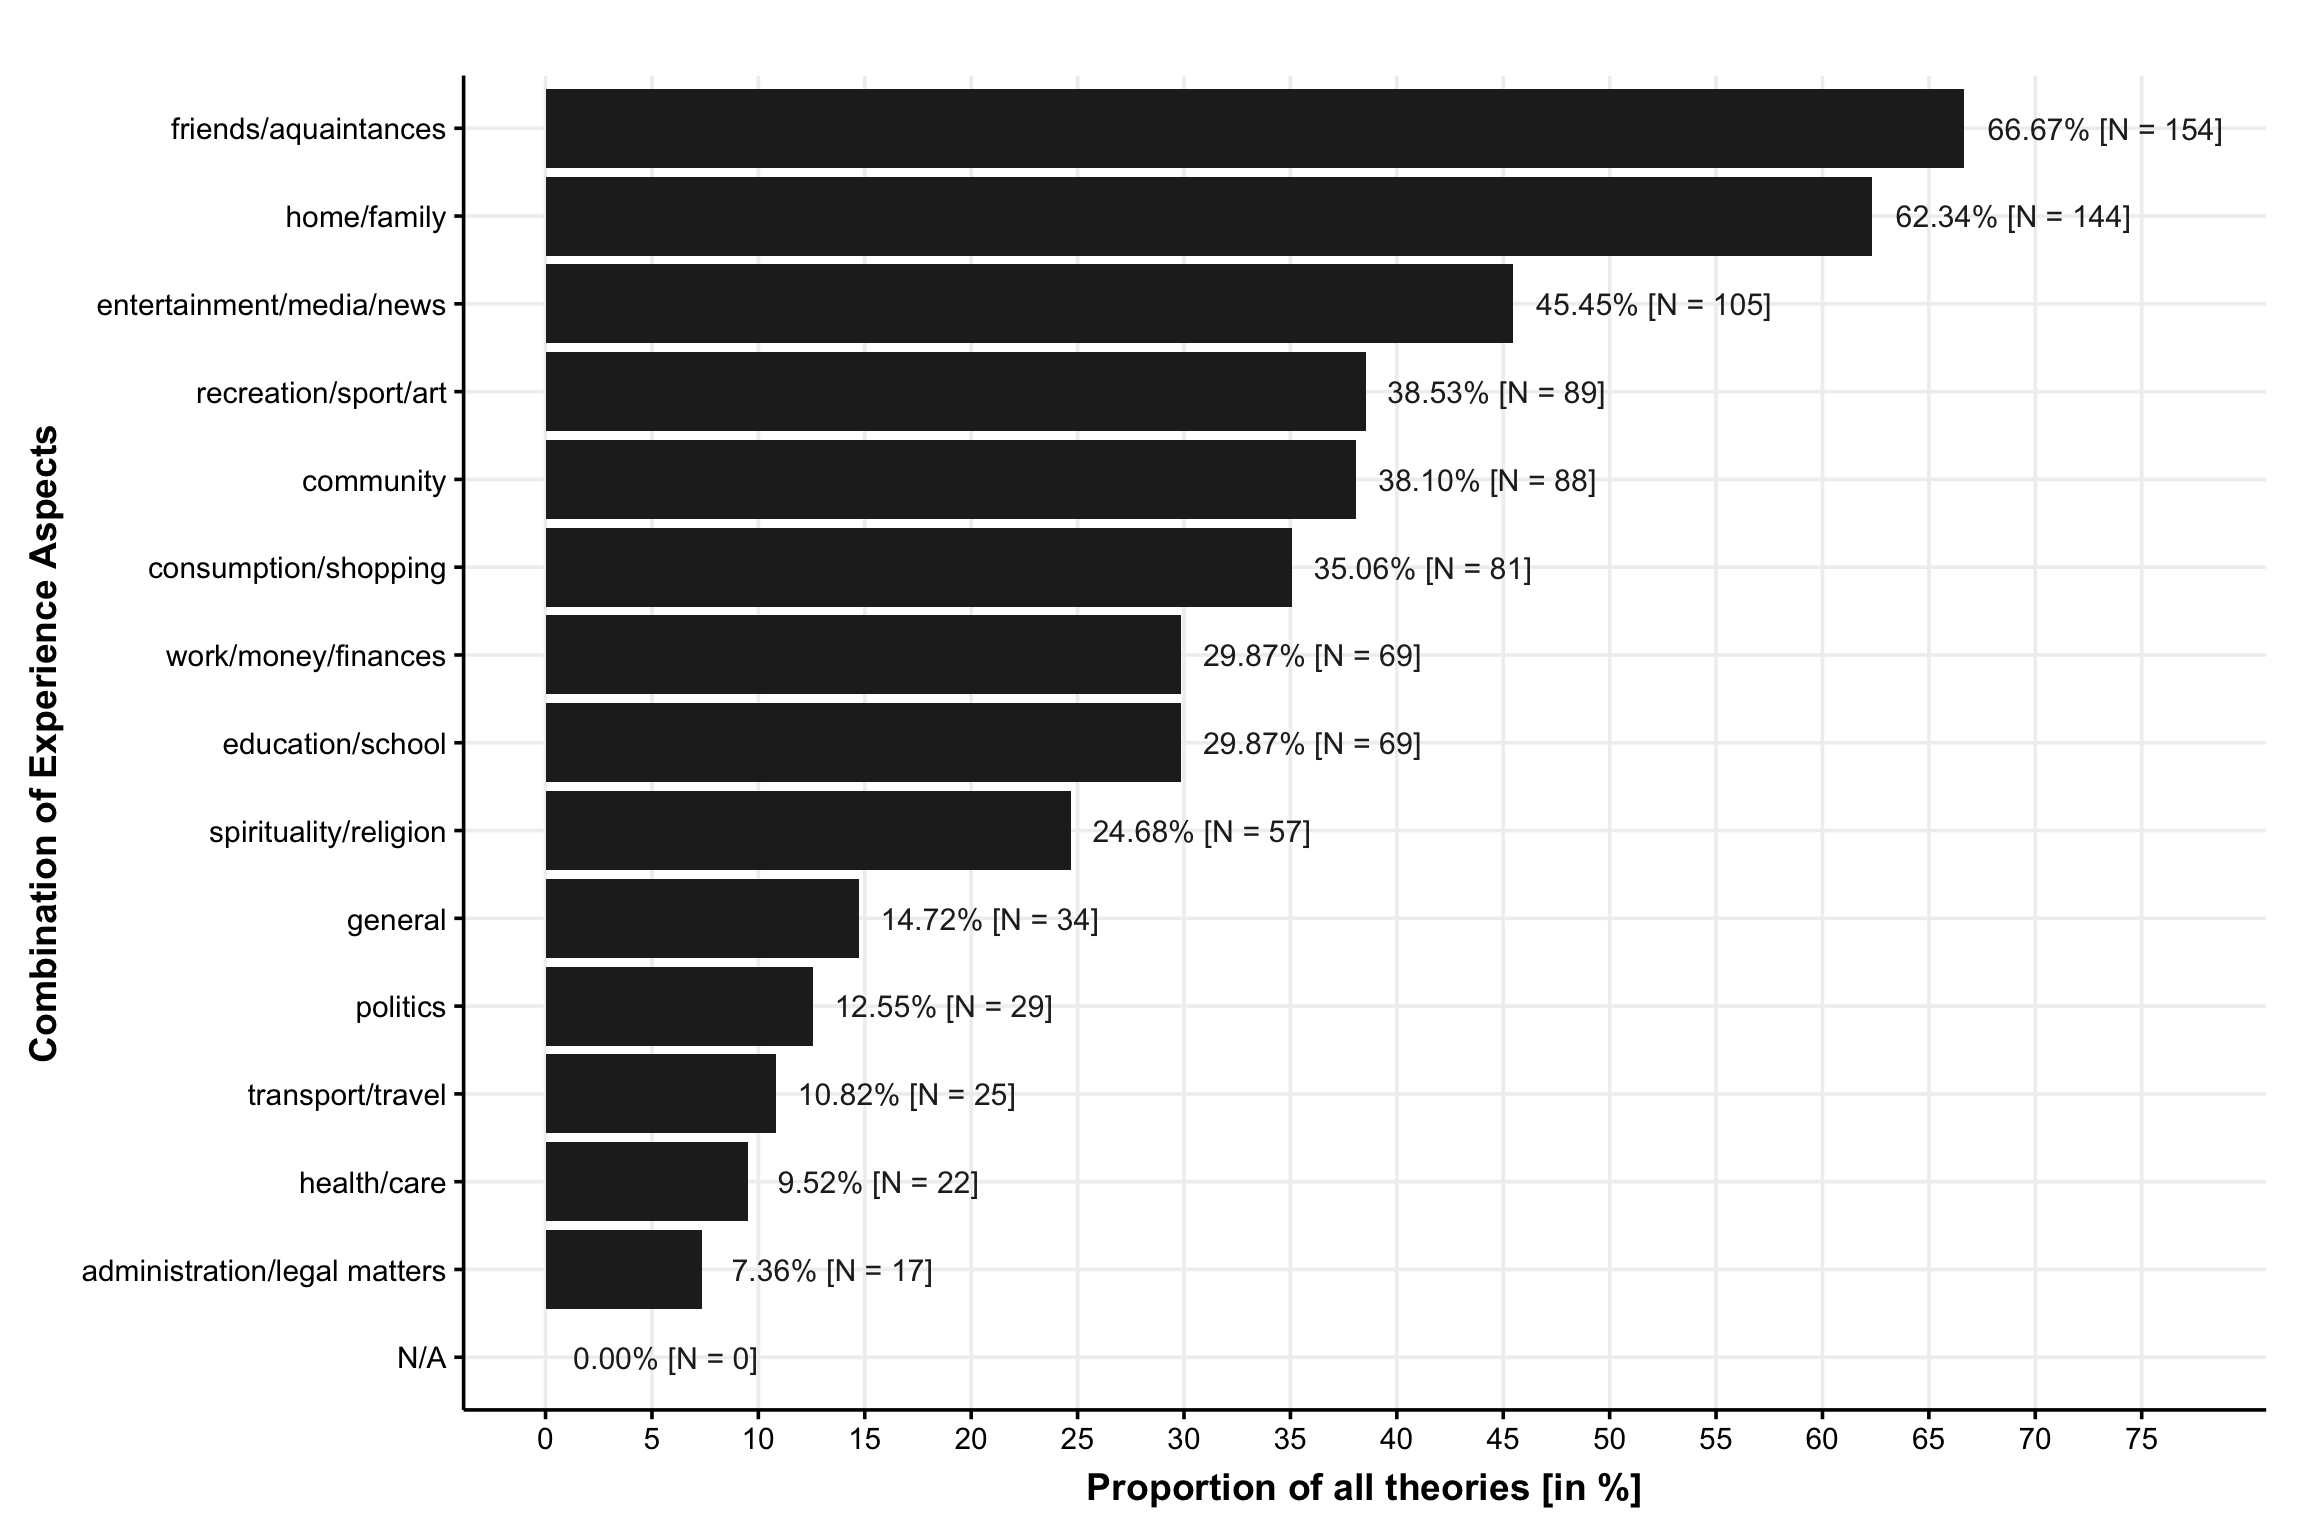 friends/aquaintances 66.67% [N = 154]
home/family 62.34% [N = 144]
entertainment/media/news 45.45% [N = 105]
recreation/sport/art 38.53% [N = 89]
community 38.10% [N = 88]
consumption/shopping 35.06% [N = 81]
work/money/finances 29.87% [N = 69]
education/school 29.87% [N = 69]
spirituality/religion 24.68% [N = 57]
general 14.72% [N = 34]
politics 12.55% [N = 29]
transport/travel 10.82% [N = 25]
health/care 9.52% [N = 22]
administration/legal matters 7.36% [N = 17]
N/A 0.00% [N = 0]
0 5 10 15 20 25 30 35 40 45 50 55 60 65 70 75
Proportion of all theories [in %]
Combination of Experience Aspects